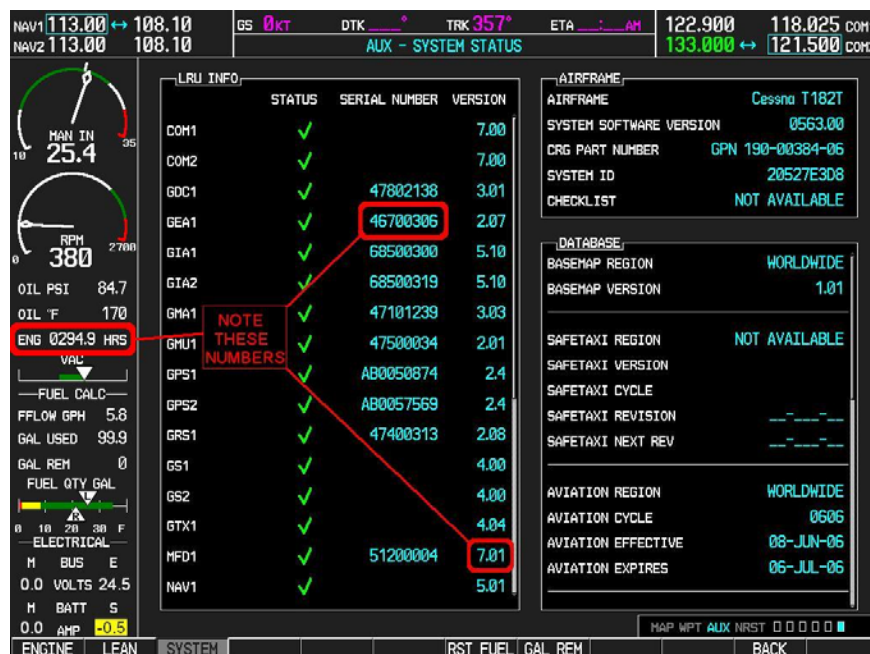 NAV1 113.00 ↔ 108.10 GS 0KT DTK ___° TRK 357° ETA __:__ AM 122.900 118.025 COM1
NAV2 113.00 108.10 AUX - SYSTEM STATUS 133.000 ↔ 121.500 COM2
MAN IN
10 25.4 35
RPM
0 380 2700
OIL PSI 84.7
OIL °F 170
ENG 0294.9 HRS
VAC
FUEL CALC
FFLOW GPH 5.8
GAL USED 99.9
GAL REM 0
FUEL QTY GAL
L
R
0 10 20 30 F
ELECTRICAL
M BUS E
0.0 VOLTS 24.5
M BATT S
0.0 AMP -0.5
LRU INFO
STATUS SERIAL NUMBER VERSION
COM1 ✓ 7.00
COM2 ✓ 7.00
GDC1 ✓ 47802138 3.01
GEA1 ✓ 46700306 2.07
GIA1 ✓ 68500300 5.10
GIA2 ✓ 68500319 5.10
GMA1 ✓ 47101239 3.03
GMU1 ✓ 47500034 2.01
GPS1 ✓ AB0050874 2.4
GPS2 ✓ AB0057569 2.4
GRS1 ✓ 47400313 2.08
GS1 ✓ 4.00
GS2 ✓ 4.00
GTX1 ✓ 4.04
MFD1 ✓ 51200004 7.01
NAV1 ✓ 5.01
NOTE
THESE
NUMBERS
AIRFRAME
AIRFRAME Cessna T182T
SYSTEM SOFTWARE VERSION 0563.00
CRG PART NUMBER GPN 190-00384-06
SYSTEM ID 20527E3D8
CHECKLIST NOT AVAILABLE
DATABASE
BASEMAP REGION WORLDWIDE
BASEMAP VERSION 1.01
SAFETAXI REGION NOT AVAILABLE
SAFETAXI VERSION
SAFETAXI CYCLE
SAFETAXI REVISION __-__-__
SAFETAXI NEXT REV __-__-__
AVIATION REGION WORLDWIDE
AVIATION CYCLE 0606
AVIATION EFFECTIVE 08-JUN-06
AVIATION EXPIRES 06-JUL-06
MAP WPT AUX NRST
ENGINE LEAN SYSTEM RST FUEL GAL REM BACK